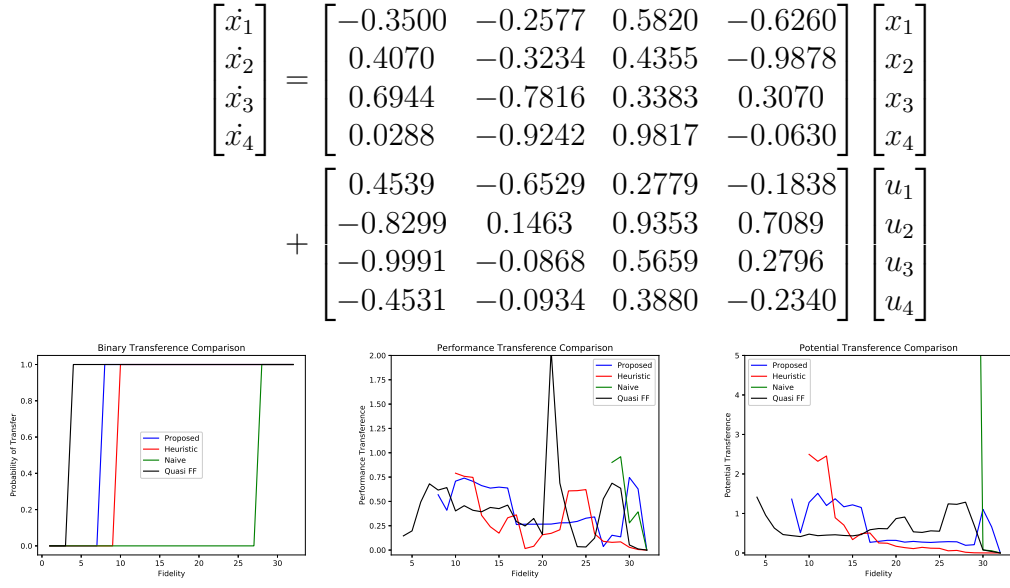 ẋ1 −0.3500 −0.2577 0.5820 −0.6260 x1
ẋ2 0.4070 −0.3234 0.4355 −0.9878 x2
=
ẋ3 0.6944 −0.7816 0.3383 0.3070 x3
ẋ4 0.0288 −0.9242 0.9817 −0.0630 x4
0.4539 −0.6529 0.2779 −0.1838 u1
−0.8299 0.1463 0.9353 0.7089 u2
+
−0.9991 −0.0868 0.5659 0.2796 u3
−0.4531 −0.0934 0.3880 −0.2340 u4
Binary Transference Comparison
Probability of Transfer
1.0
0.8
0.6
0.4
0.2
0.0
Proposed
Heuristic
Naive
Quasi FF
0 5 10 15 20 25 30
Fidelity
Performance Transference Comparison
Performance Transference
2.00
1.75
1.50
1.25
1.00
0.75
0.50
0.25
0.00
Proposed
Heuristic
Naive
Quasi FF
5 10 15 20 25 30
Fidelity
Potential Transference Comparison
Potential Transference
5
4
3
2
1
0
Proposed
Heuristic
Naive
Quasi FF
5 10 15 20 25 30
Fidelity